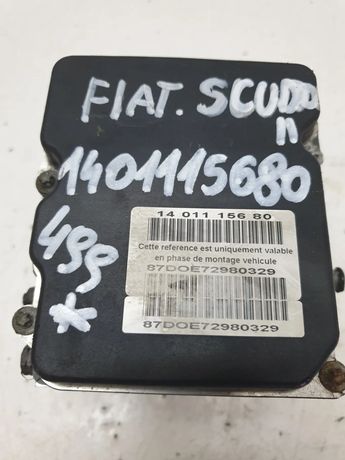 FIAT. SCUDO
II
1401115680
499
*
14 011 156 80
Cette reference est uniquement valable
en phase de montage vehicule
87DOE72980329
87DOE72980329